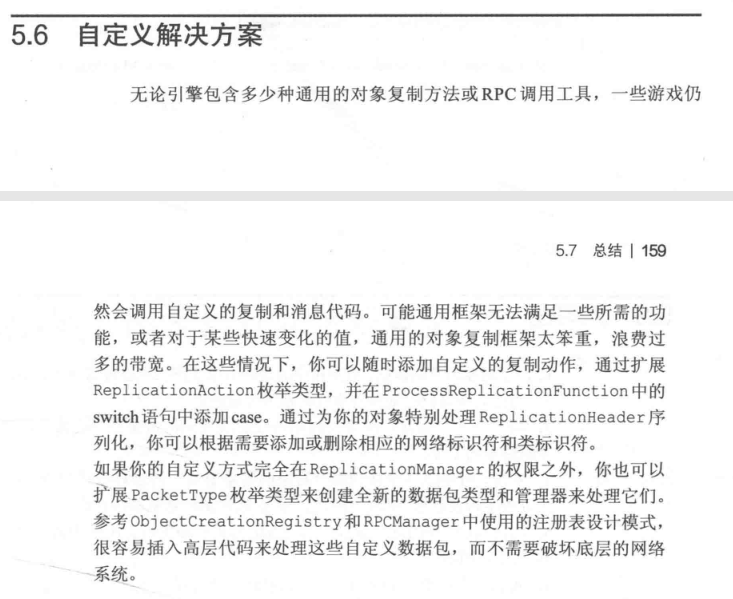 5.6 自定义解决方案
无论引擎包含多少种通用的对象复制方法或RPC调用工具，一些游戏仍
5.7 总结 | 159
然会调用自定义的复制和消息代码。可能通用框架无法满足一些所需的功
能，或者对于某些快速变化的值，通用的对象复制框架太笨重，浪费过
多的带宽。在这些情况下，你可以随时添加自定义的复制动作，通过扩展
ReplicationAction枚举类型，并在ProcessReplicationFunction中的
switch语句中添加case。通过为你的对象特别处理ReplicationHeader序
列化，你可以根据需要添加或删除相应的网络标识符和类标识符。
如果你的自定义方式完全在ReplicationManager的权限之外，你也可以
扩展PacketType枚举类型来创建全新的数据包类型和管理器来处理它们。
参考ObjectCreationRegistry和RPCManager中使用的注册表设计模式，
很容易插入高层代码来处理这些自定义数据包，而不需要破坏底层的网络
系统。